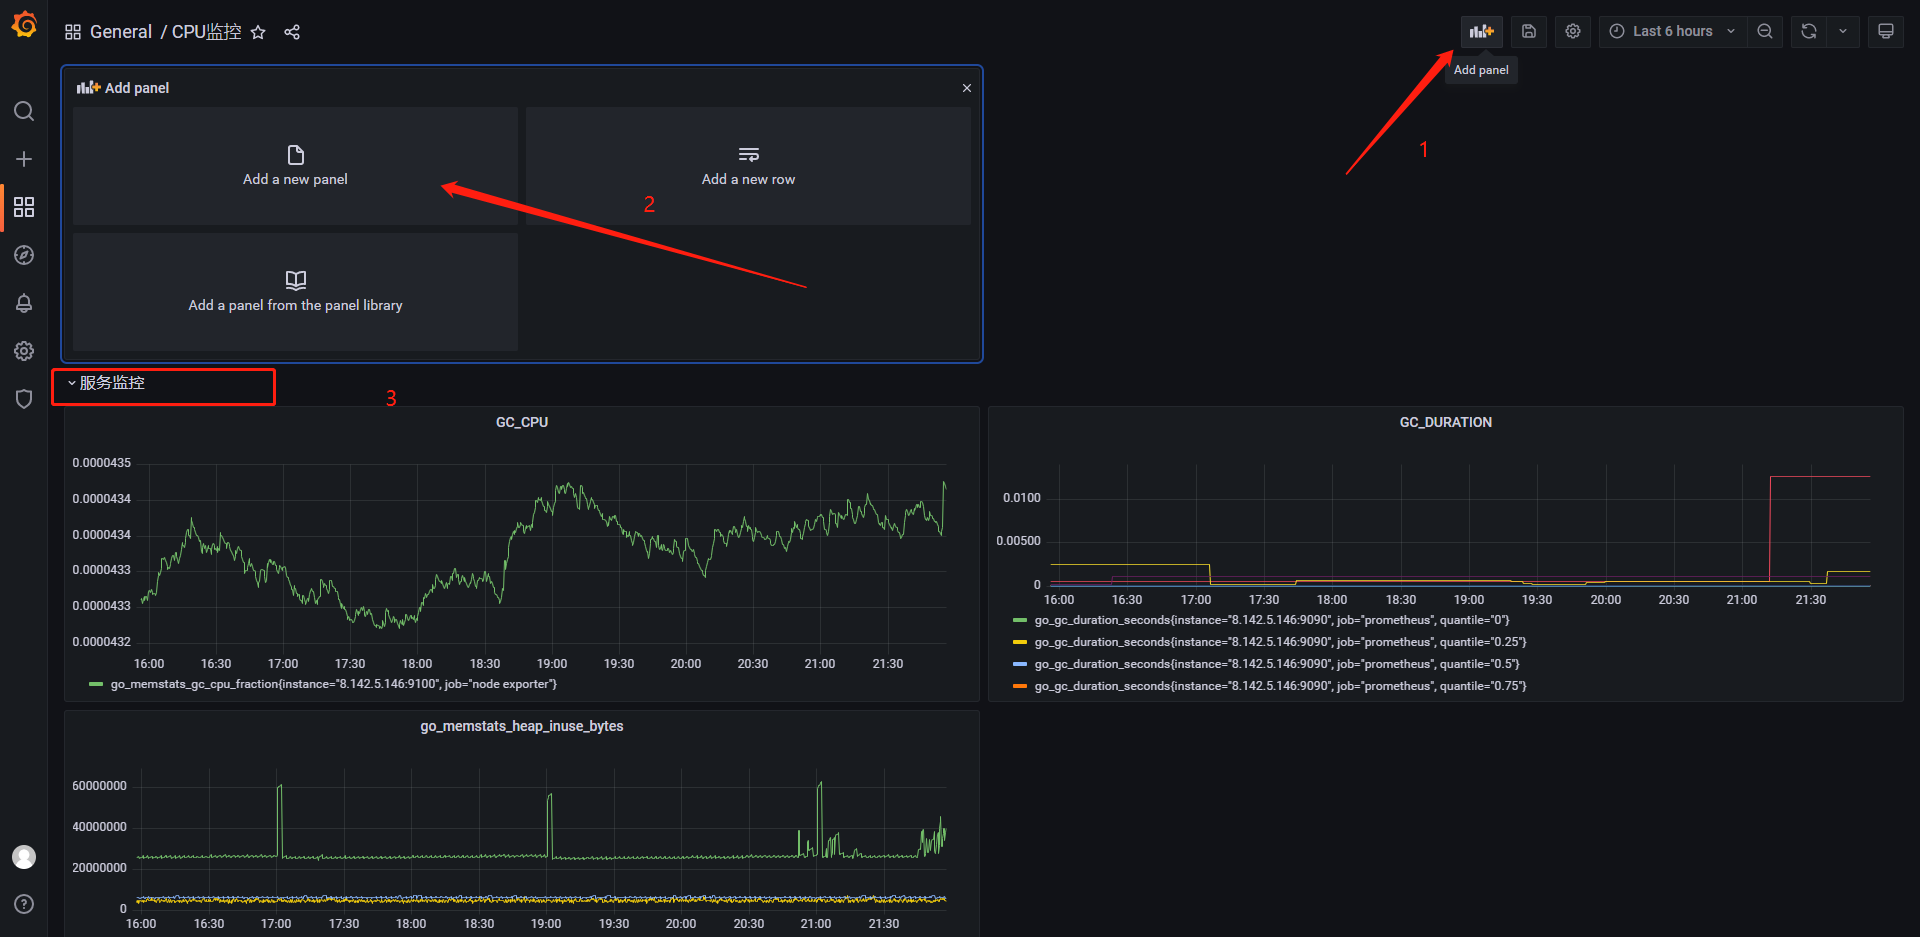 General / CPU监控
Last 6 hours
Add panel
1
Add panel
Add a new panel
Add a new row
2
Add a panel from the panel library
服务监控
3
GC_CPU
0.0000435
0.0000434
0.0000434
0.0000433
0.0000433
0.0000432
16:00 16:30 17:00 17:30 18:00 18:30 19:00 19:30 20:00 20:30 21:00 21:30
go_memstats_gc_cpu_fraction{instance="8.142.5.146:9100", job="node exporter"}
GC_DURATION
0.0100
0.00500
0
16:00 16:30 17:00 17:30 18:00 18:30 19:00 19:30 20:00 20:30 21:00 21:30
go_gc_duration_seconds{instance="8.142.5.146:9090", job="prometheus", quantile="0"}
go_gc_duration_seconds{instance="8.142.5.146:9090", job="prometheus", quantile="0.25"}
go_gc_duration_seconds{instance="8.142.5.146:9090", job="prometheus", quantile="0.5"}
go_gc_duration_seconds{instance="8.142.5.146:9090", job="prometheus", quantile="0.75"}
go_memstats_heap_inuse_bytes
60000000
40000000
20000000
0
16:00 16:30 17:00 17:30 18:00 18:30 19:00 19:30 20:00 20:30 21:00 21:30